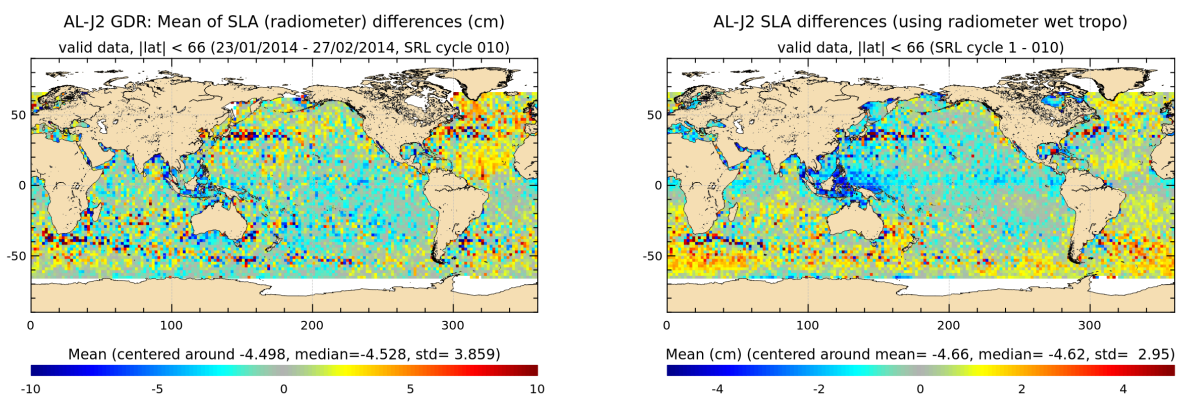 AL-J2 GDR: Mean of SLA (radiometer) differences (cm)
valid data, |lat| < 66 (23/01/2014 - 27/02/2014, SRL cycle 010)
50
0
-50
0 100 200 300
Mean (centered around -4.498, median=-4.528, std= 3.859)
-10 -5 0 5 10
AL-J2 SLA differences (using radiometer wet tropo)
valid data, |lat| < 66 (SRL cycle 1 - 010)
50
0
-50
0 100 200 300
Mean (cm) (centered around mean= -4.66, median= -4.62, std=  2.95)
-4 -2 0 2 4